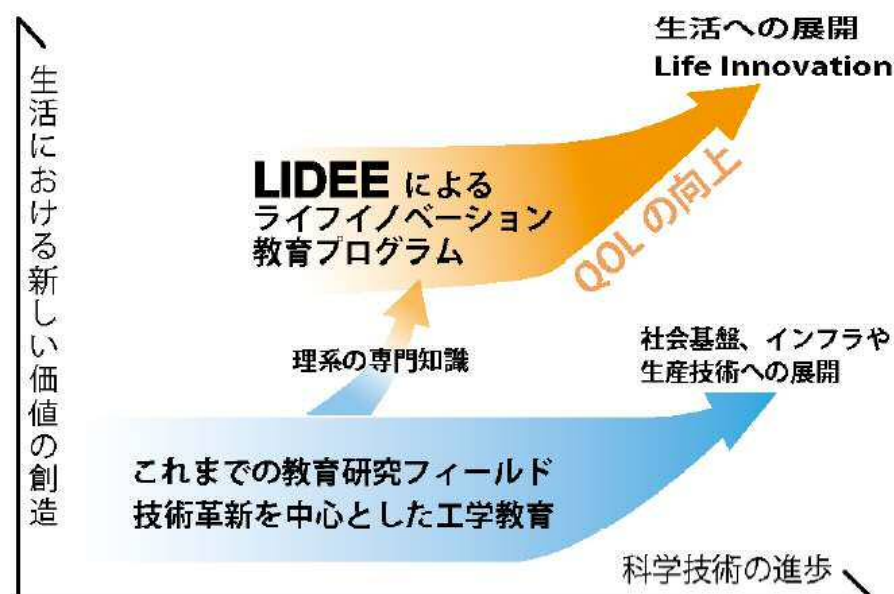 生活への展開
Life Innovation
生活における新しい価値の創造
LIDEE による
ライフイノベーション
教育プログラム
QOLの向上
理系の専門知識
社会基盤、インフラや
生産技術への展開
これまでの教育研究フィールド
技術革新を中心とした工学教育
科学技術の進歩